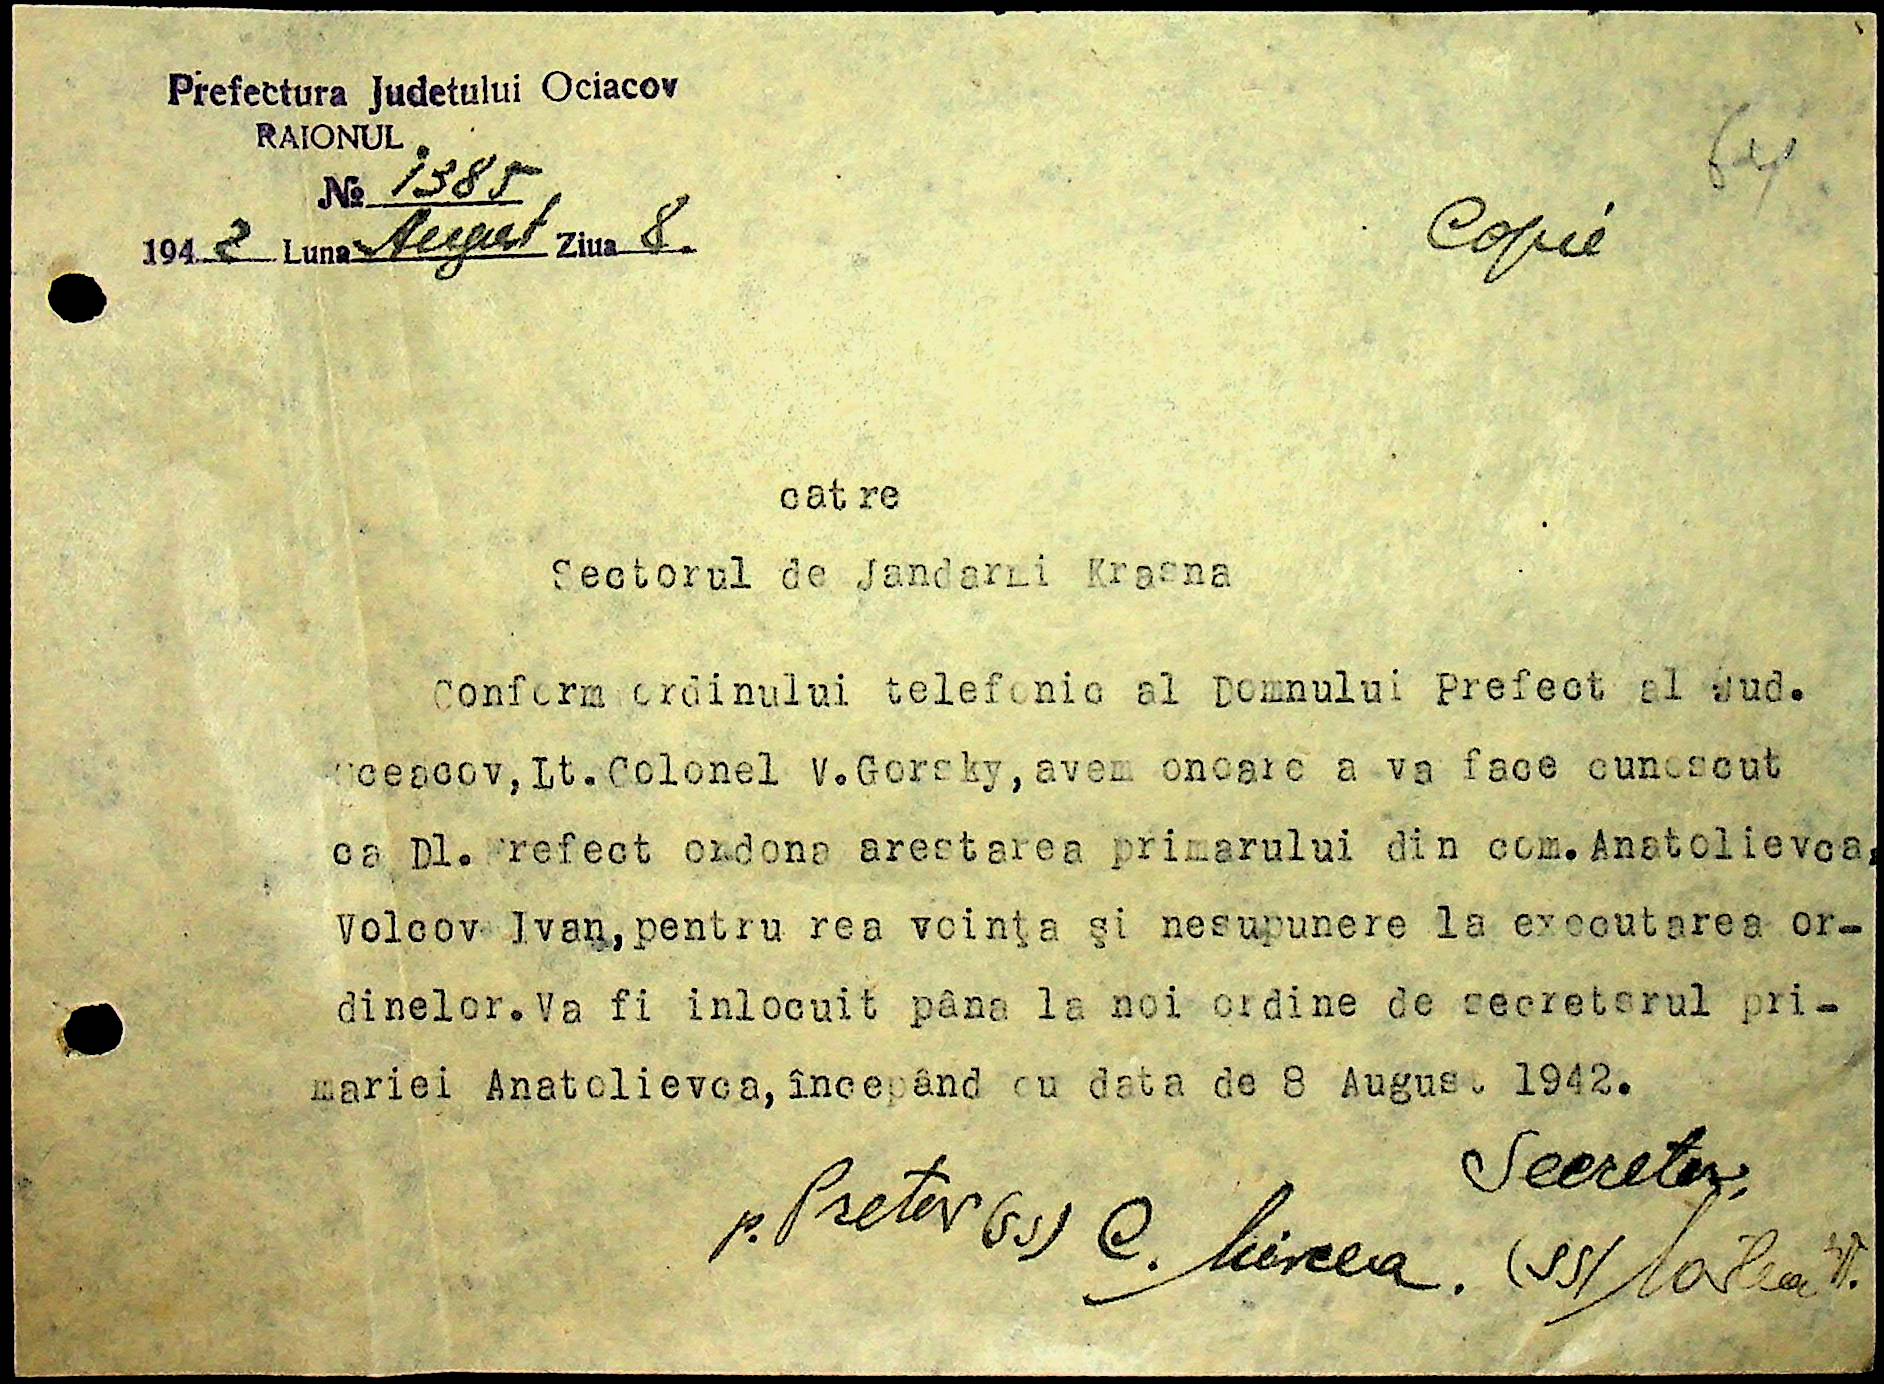 Prefectura Judetului Ociacov
RAIONUL
№ 1385
1942 Luna August Ziua 8.
64
Copie
catre
Sectorul de Jandarmi Krasna
Conform ordinului telefonic al Domnului Prefect al Jud.
Oceacov, Lt. Colonel V. Gorsky, avem onoare a va face cunoscut
ca Dl. Prefect ordona arestarea primarului din com. Anatolievca,
Volcov Ivan, pentru rea voinţa şi nesupunere la executarea or-
dinelor. Va fi inlocuit pâna la noi ordine de secretarul pri-
mariei Anatolievca, începând cu data de 8 August 1942.
Secretar,
p. Pretor (ss) C. Mircea. (ss)